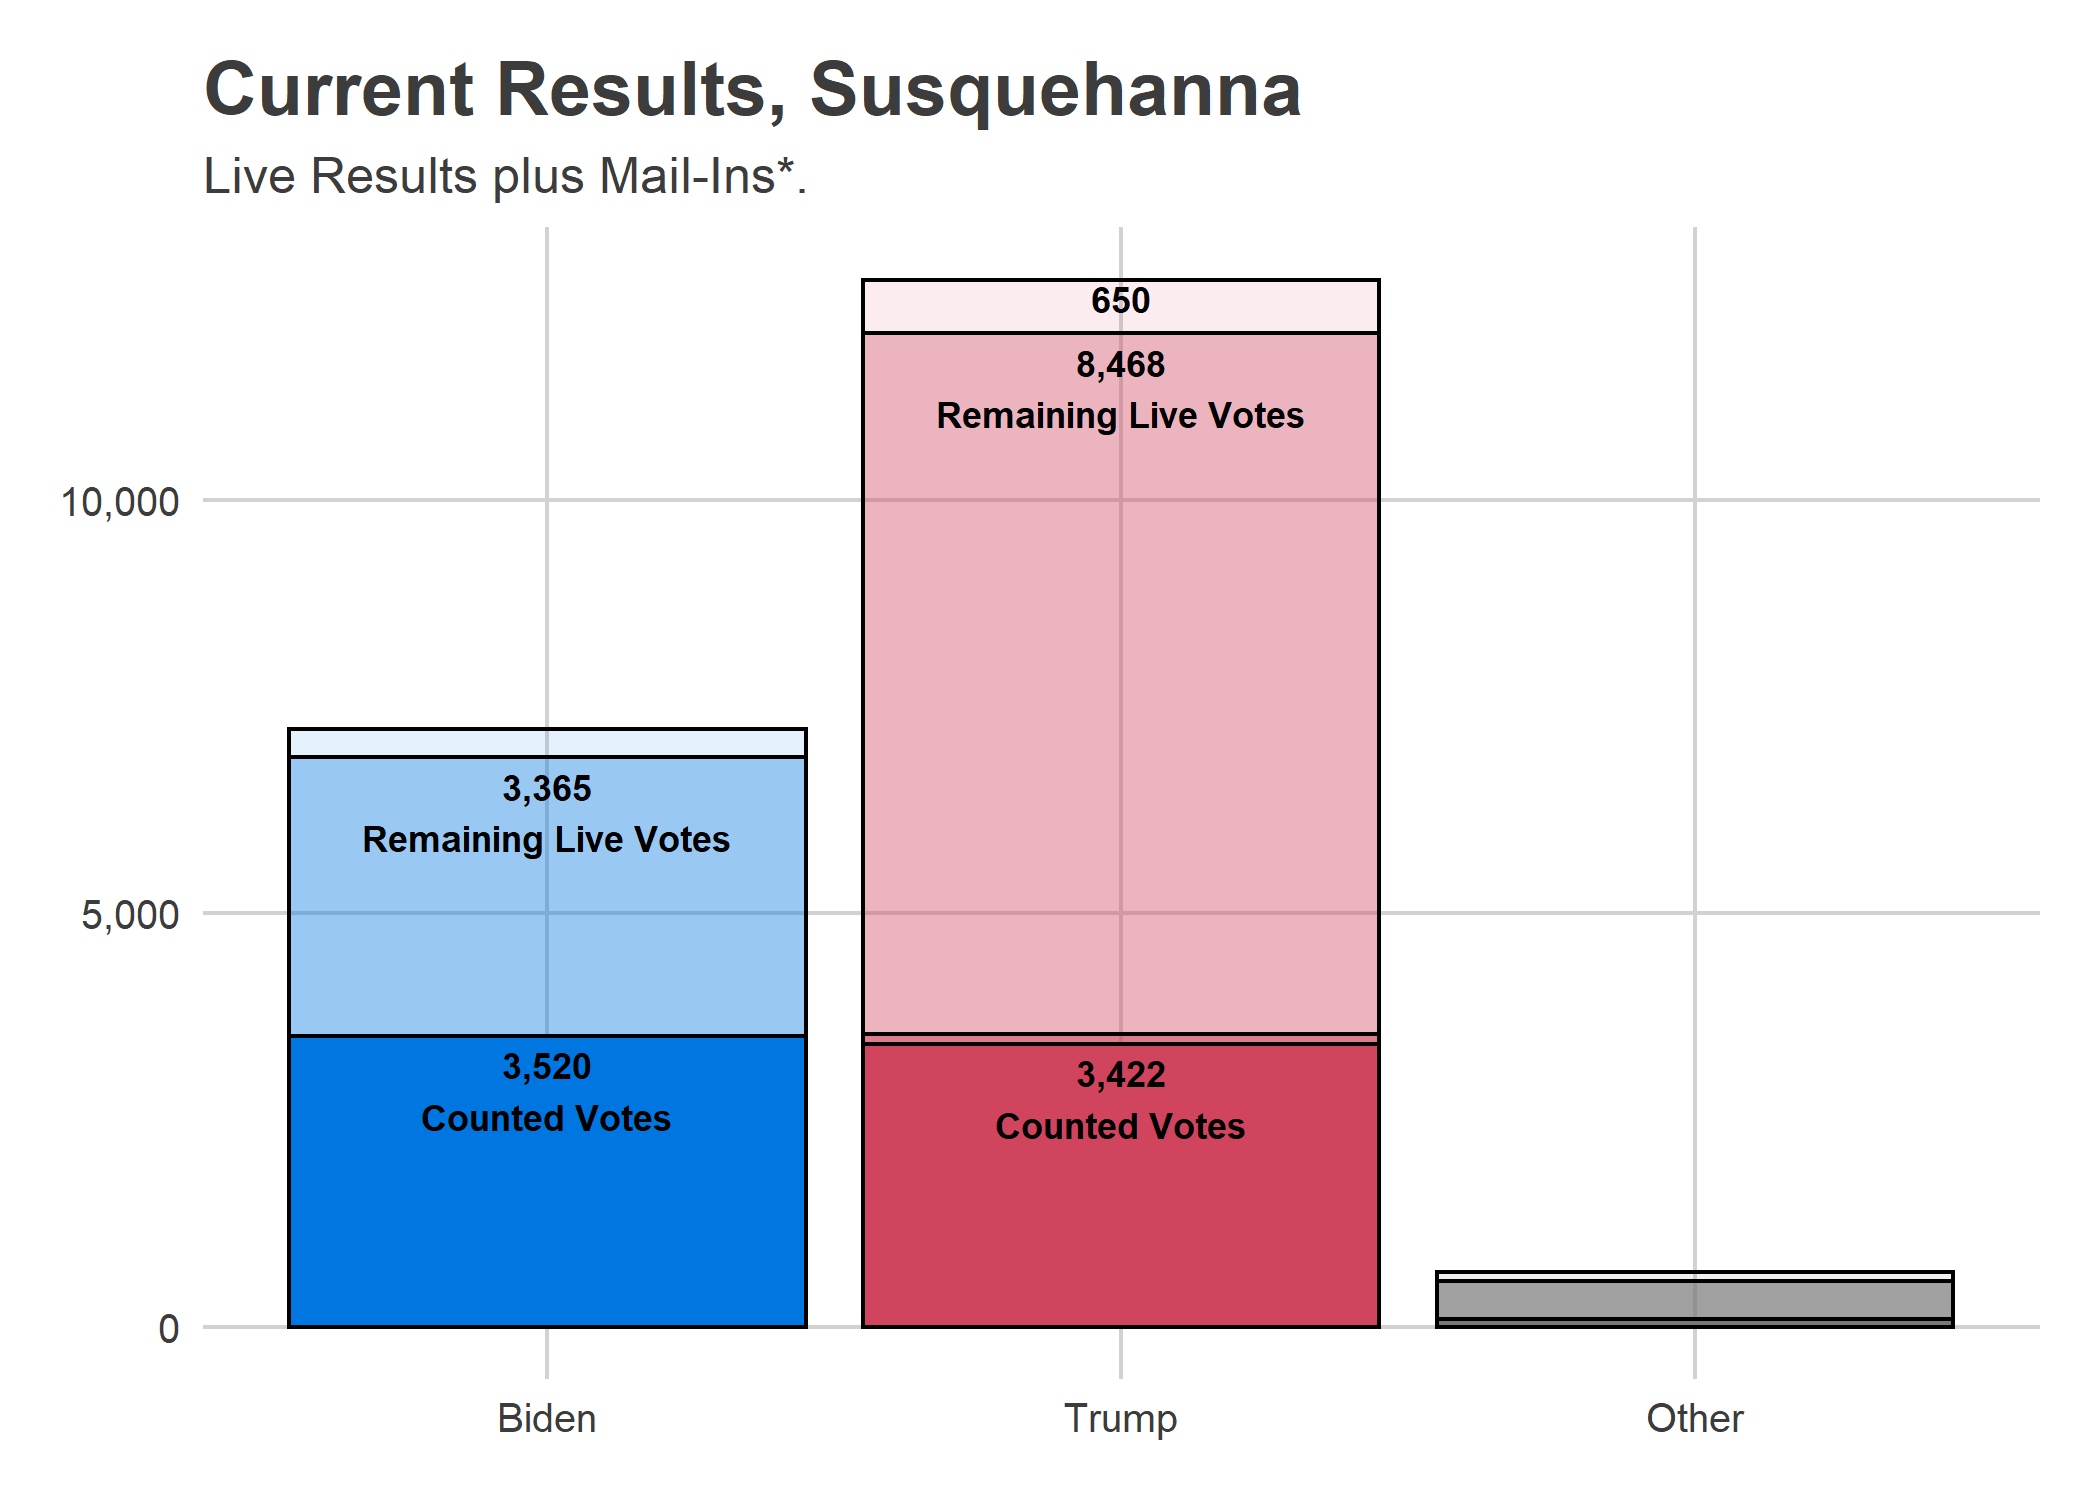 Current Results, Susquehanna
Live Results plus Mail-Ins*.
650
8,468
Remaining Live Votes
10,000
3,365
Remaining Live Votes
5,000
3,520
Counted Votes
3,422
Counted Votes
0
Biden
Trump
Other